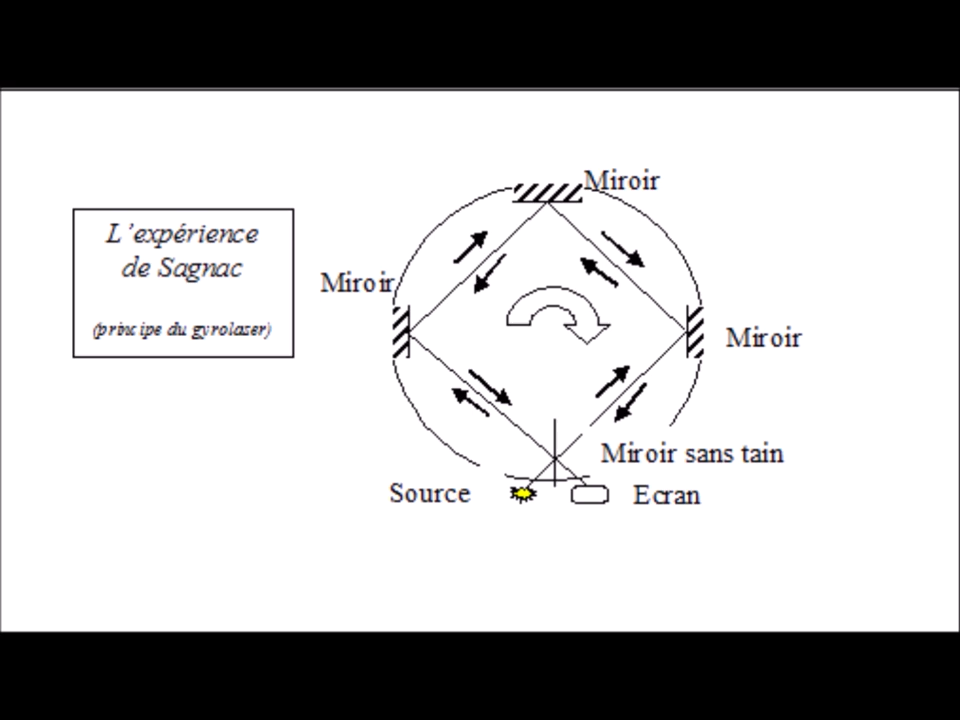 L'expérience
de Sagnac
(principe du gyrolaser)
Miroir
Miroir
Miroir
Miroir sans tain
Source
Ecran